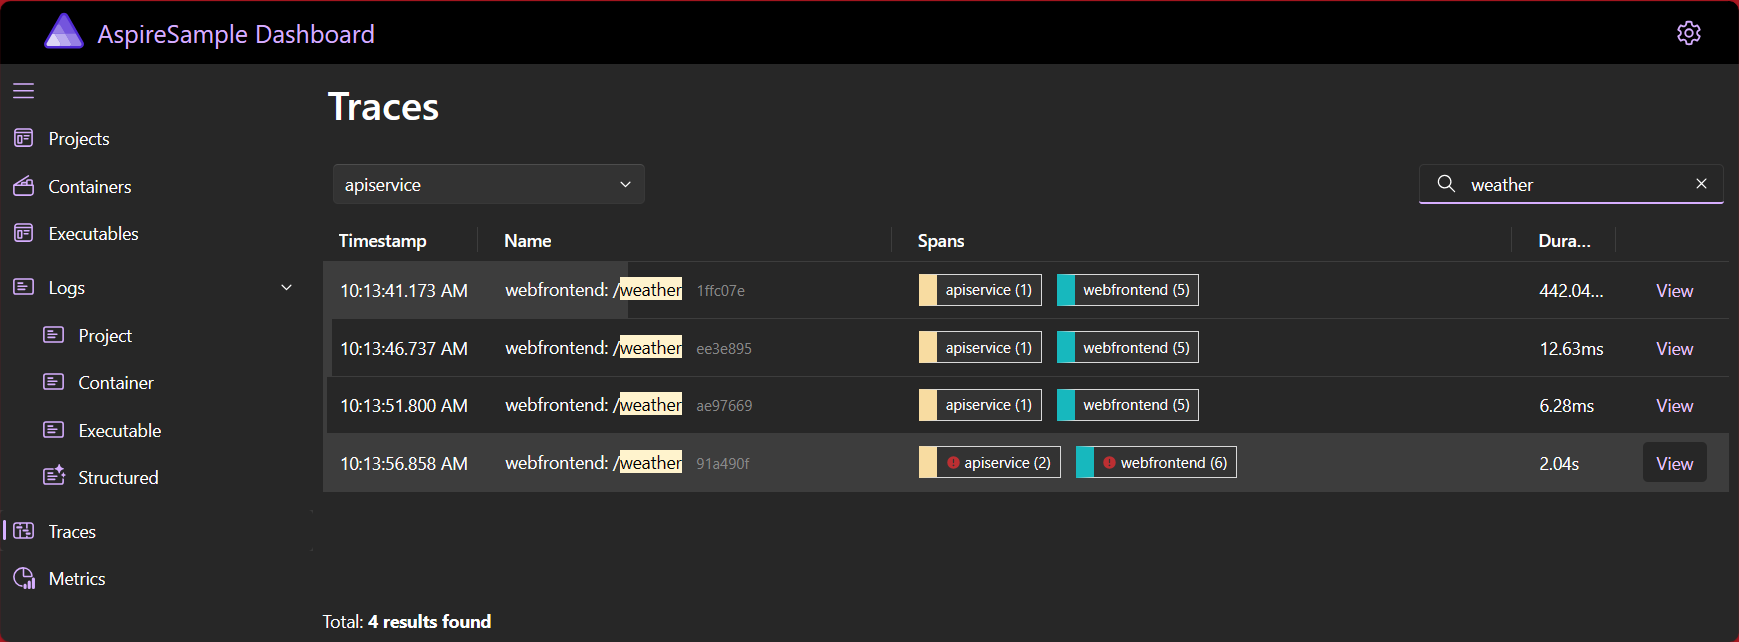 AspireSample Dashboard
Projects
Containers
Executables
Logs
Project
Container
Executable
Structured
Traces
Metrics
Traces
apiservice
weather
Timestamp Name Spans Dura...
10:13:41.173 AM webfrontend: /weather 1ffc07e apiservice (1) webfrontend (5) 442.04... View
10:13:46.737 AM webfrontend: /weather ee3e895 apiservice (1) webfrontend (5) 12.63ms View
10:13:51.800 AM webfrontend: /weather ae97669 apiservice (1) webfrontend (5) 6.28ms View
10:13:56.858 AM webfrontend: /weather 91a490f apiservice (2) webfrontend (6) 2.04s View
Total: 4 results found